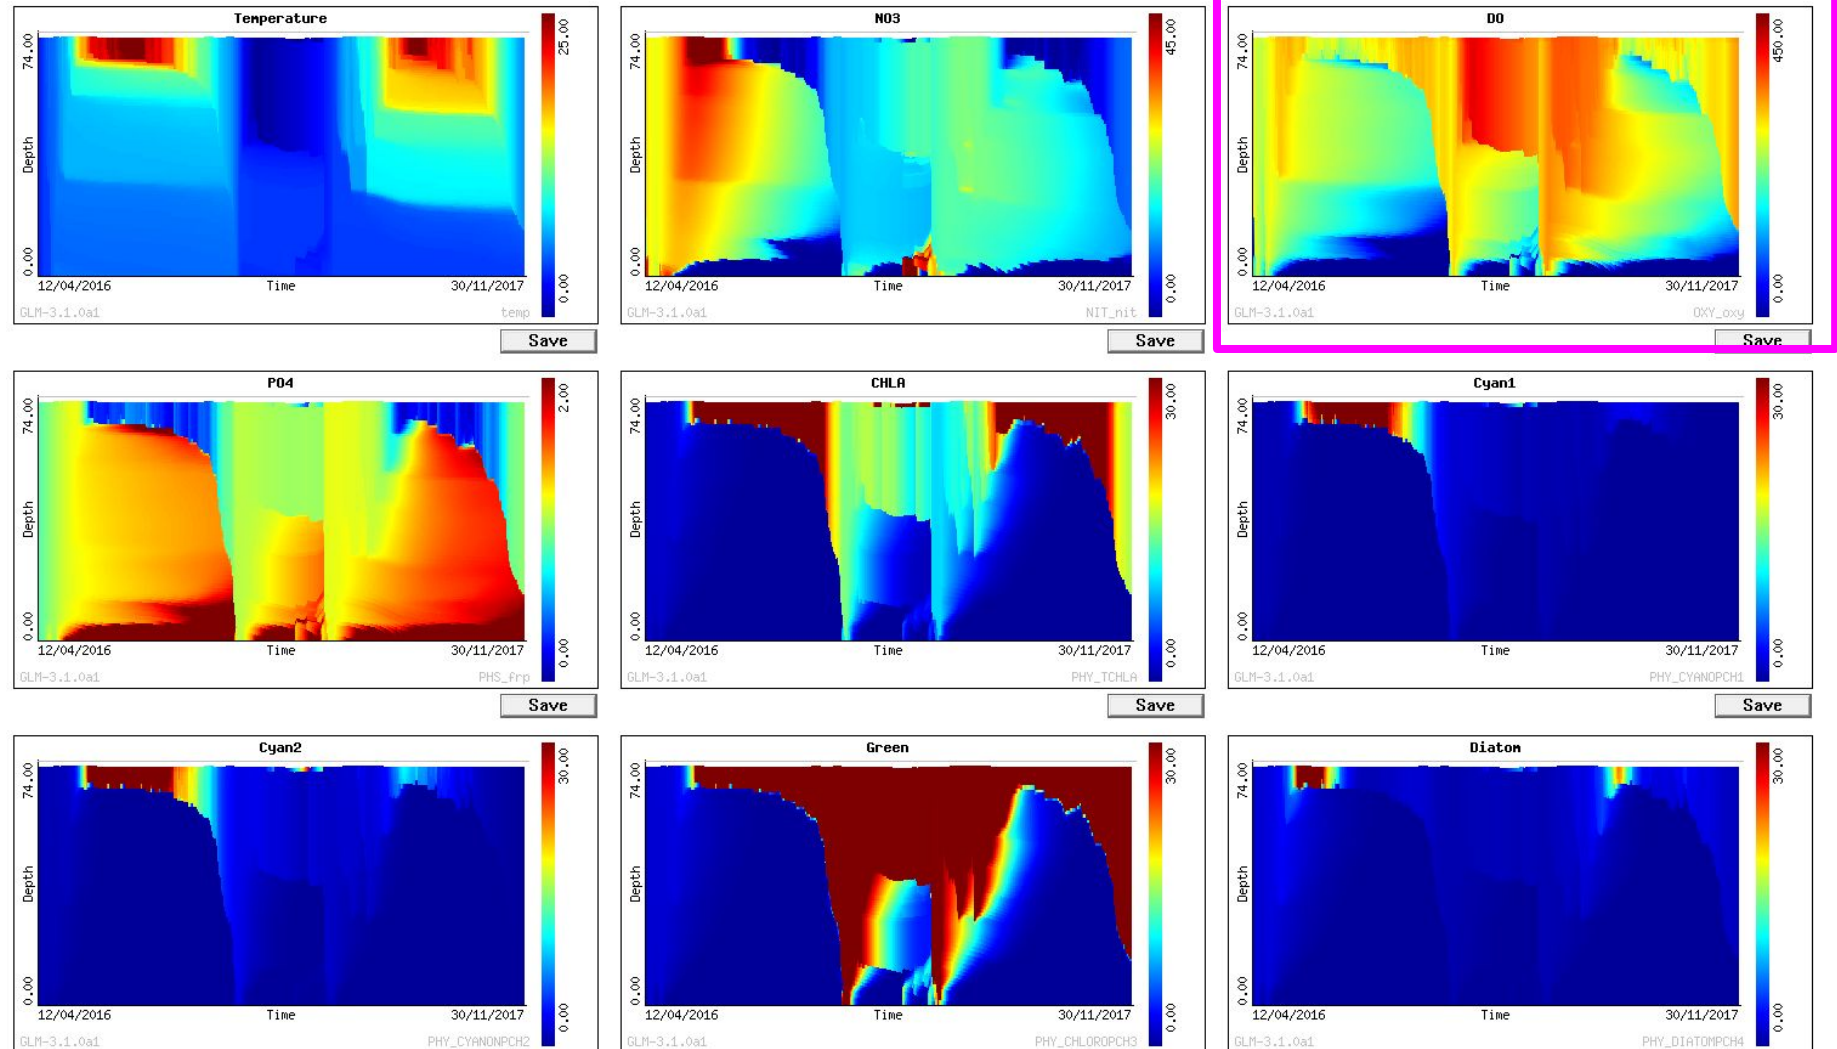 Temperature
74.00
Depth
0.00
12/04/2016 Time 30/11/2017
25.00
0.00
GLM-3.1.0a1 temp
Save
NO3
74.00
Depth
0.00
12/04/2016 Time 30/11/2017
45.00
0.00
GLM-3.1.0a1 NIT_nit
Save
DO
74.00
Depth
0.00
12/04/2016 Time 30/11/2017
450.00
0.00
GLM-3.1.0a1 OXY_oxy
Save
PO4
74.00
Depth
0.00
12/04/2016 Time 30/11/2017
2.00
0.00
GLM-3.1.0a1 PHS_frp
Save
CHLA
74.00
Depth
0.00
12/04/2016 Time 30/11/2017
30.00
0.00
GLM-3.1.0a1 PHY_TCHLA
Save
Cyan1
74.00
Depth
0.00
12/04/2016 Time 30/11/2017
30.00
0.00
GLM-3.1.0a1 PHY_CYANOPCH1
Save
Cyan2
74.00
Depth
0.00
12/04/2016 Time 30/11/2017
30.00
0.00
GLM-3.1.0a1 PHY_CYANONPCH2
Green
74.00
Depth
0.00
12/04/2016 Time 30/11/2017
30.00
0.00
GLM-3.1.0a1 PHY_CHLOROPCH3
Diatom
74.00
Depth
0.00
12/04/2016 Time 30/11/2017
30.00
0.00
GLM-3.1.0a1 PHY_DIATOMPCH4